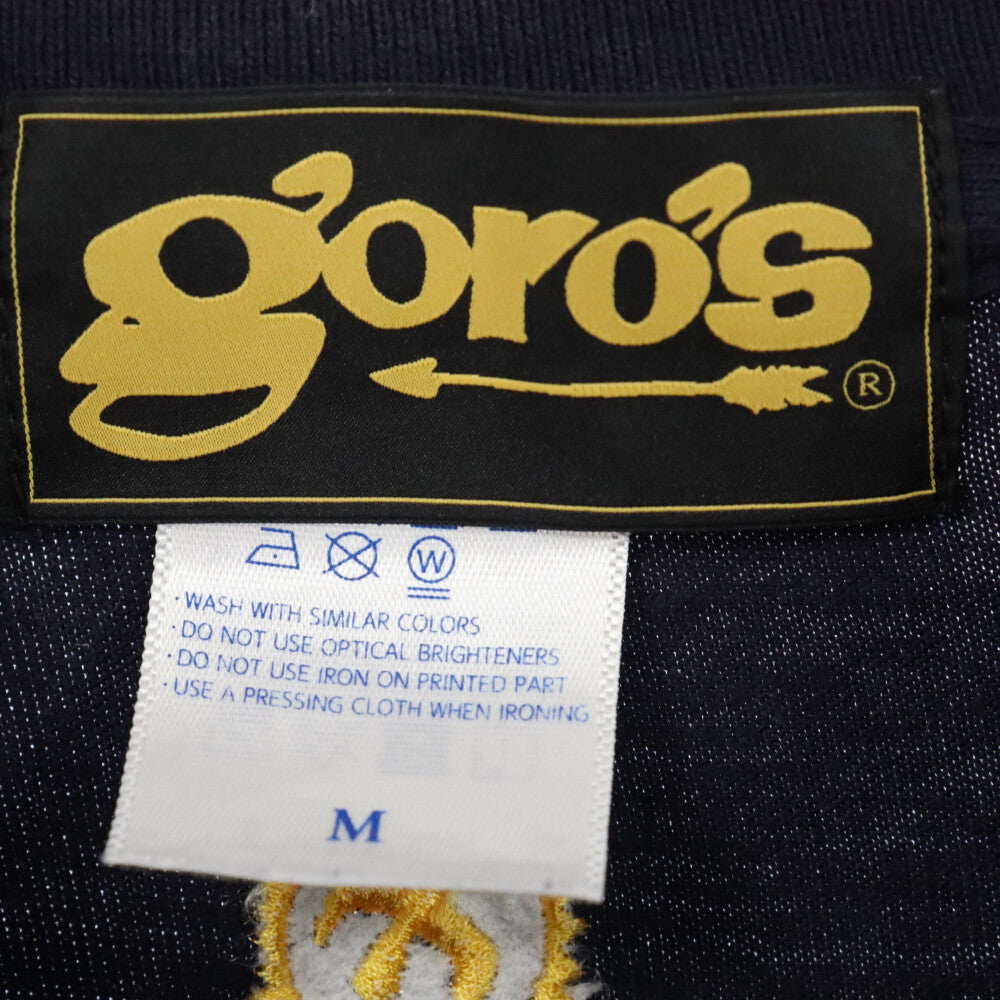 goro's
®
W
· WASH WITH SIMILAR COLORS
· DO NOT USE OPTICAL BRIGHTENERS
· DO NOT USE IRON ON PRINTED PART
· USE A PRESSING CLOTH WHEN IRONING
M